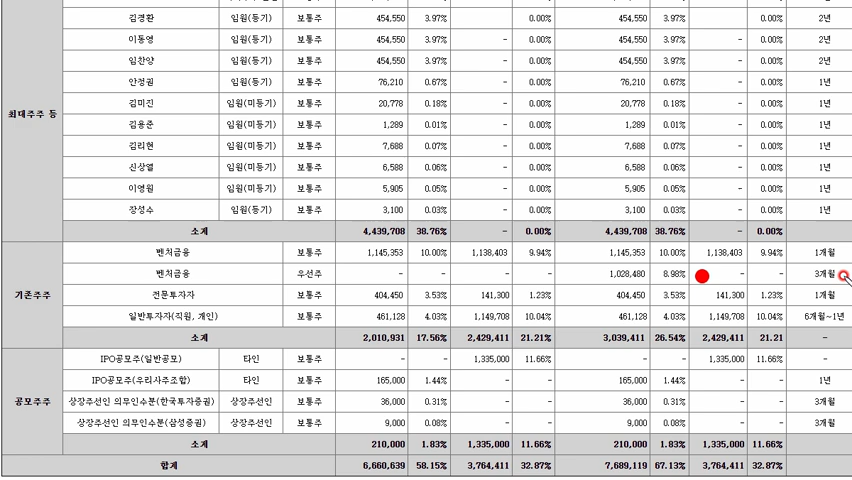 김경환 임원(등기) 보통주 454,550 3.97% 0.00% 454,550 3.97% 0.00% 2년
이동영 임원(등기) 보통주 454,550 3.97% - 0.00% 454,550 3.97% - 0.00% 2년
임찬양 임원(등기) 보통주 454,550 3.97% - 0.00% 454,550 3.97% - 0.00% 2년
안정권 임원(등기) 보통주 76,210 0.67% - 0.00% 76,210 0.67% - 0.00% 1년
김미진 임원(미등기) 보통주 20,778 0.18% - 0.00% 20,778 0.18% - 0.00% 1년
최대주주 등
김용준 임원(미등기) 보통주 1,289 0.01% - 0.00% 1,289 0.01% - 0.00% 1년
김리현 임원(미등기) 보통주 7,688 0.07% - 0.00% 7,688 0.07% - 0.00% 1년
신상열 임원(미등기) 보통주 6,588 0.06% - 0.00% 6,588 0.06% - 0.00% 1년
이영원 임원(미등기) 보통주 5,905 0.05% - 0.00% 5,905 0.05% - 0.00% 1년
장성수 임원(등기) 보통주 3,100 0.03% - 0.00% 3,100 0.03% - 0.00% 1년
소계 4,439,708 38.76% - 0.00% 4,439,708 38.76% - 0.00%
벤처금융 보통주 1,145,353 10.00% 1,138,403 9.94% 1,145,353 10.00% 1,138,403 9.94% 1개월
벤처금융 우선주 - - - - 1,028,480 8.98% - - 3개월
기존주주 전문투자자 보통주 404,450 3.53% 141,300 1.23% 404,450 3.53% 141,300 1.23% 1개월
일반투자자(직원, 개인) 보통주 461,128 4.03% 1,149,708 10.04% 461,128 4.03% 1,149,708 10.04% 6개월~1년
소계 2,010,931 17.56% 2,429,411 21.21% 3,039,411 26.54% 2,429,411 21.21 -
IPO공모주(일반공모) 타인 보통주 - - 1,335,000 11.66% - - 1,335,000 11.66% -
IPO공모주(우리사주조합) 타인 보통주 165,000 1.44% - - 165,000 1.44% - - 1년
공모주주 상장주선인 의무인수분(한국투자증권) 상장주선인 보통주 36,000 0.31% - - 36,000 0.31% - - 3개월
상장주선인 의무인수분(삼성증권) 상장주선인 보통주 9,000 0.08% - - 9,000 0.08% - - 3개월
소계 210,000 1.83% 1,335,000 11.66% 210,000 1.83% 1,335,000 11.66%
합계 6,660,639 58.15% 3,764,411 32.87% 7,689,119 67.13% 3,764,411 32.87%